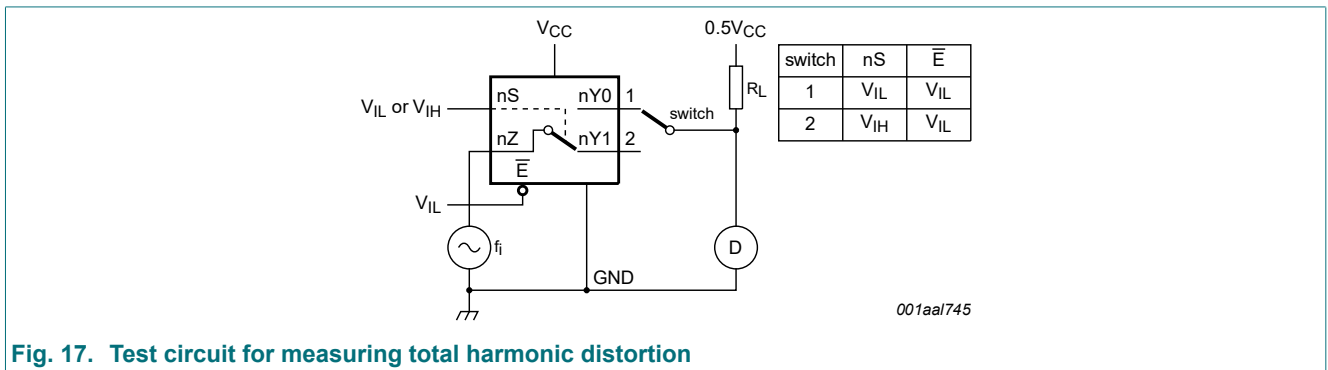 VCC
0.5VCC
switch nS E̅
1 VIL VIL
2 VIH VIL
RL
VIL or VIH
nS nY0 1
switch
nZ nY1 2
E̅
VIL
fi
D
GND
001aal745
Fig. 17. Test circuit for measuring total harmonic distortion